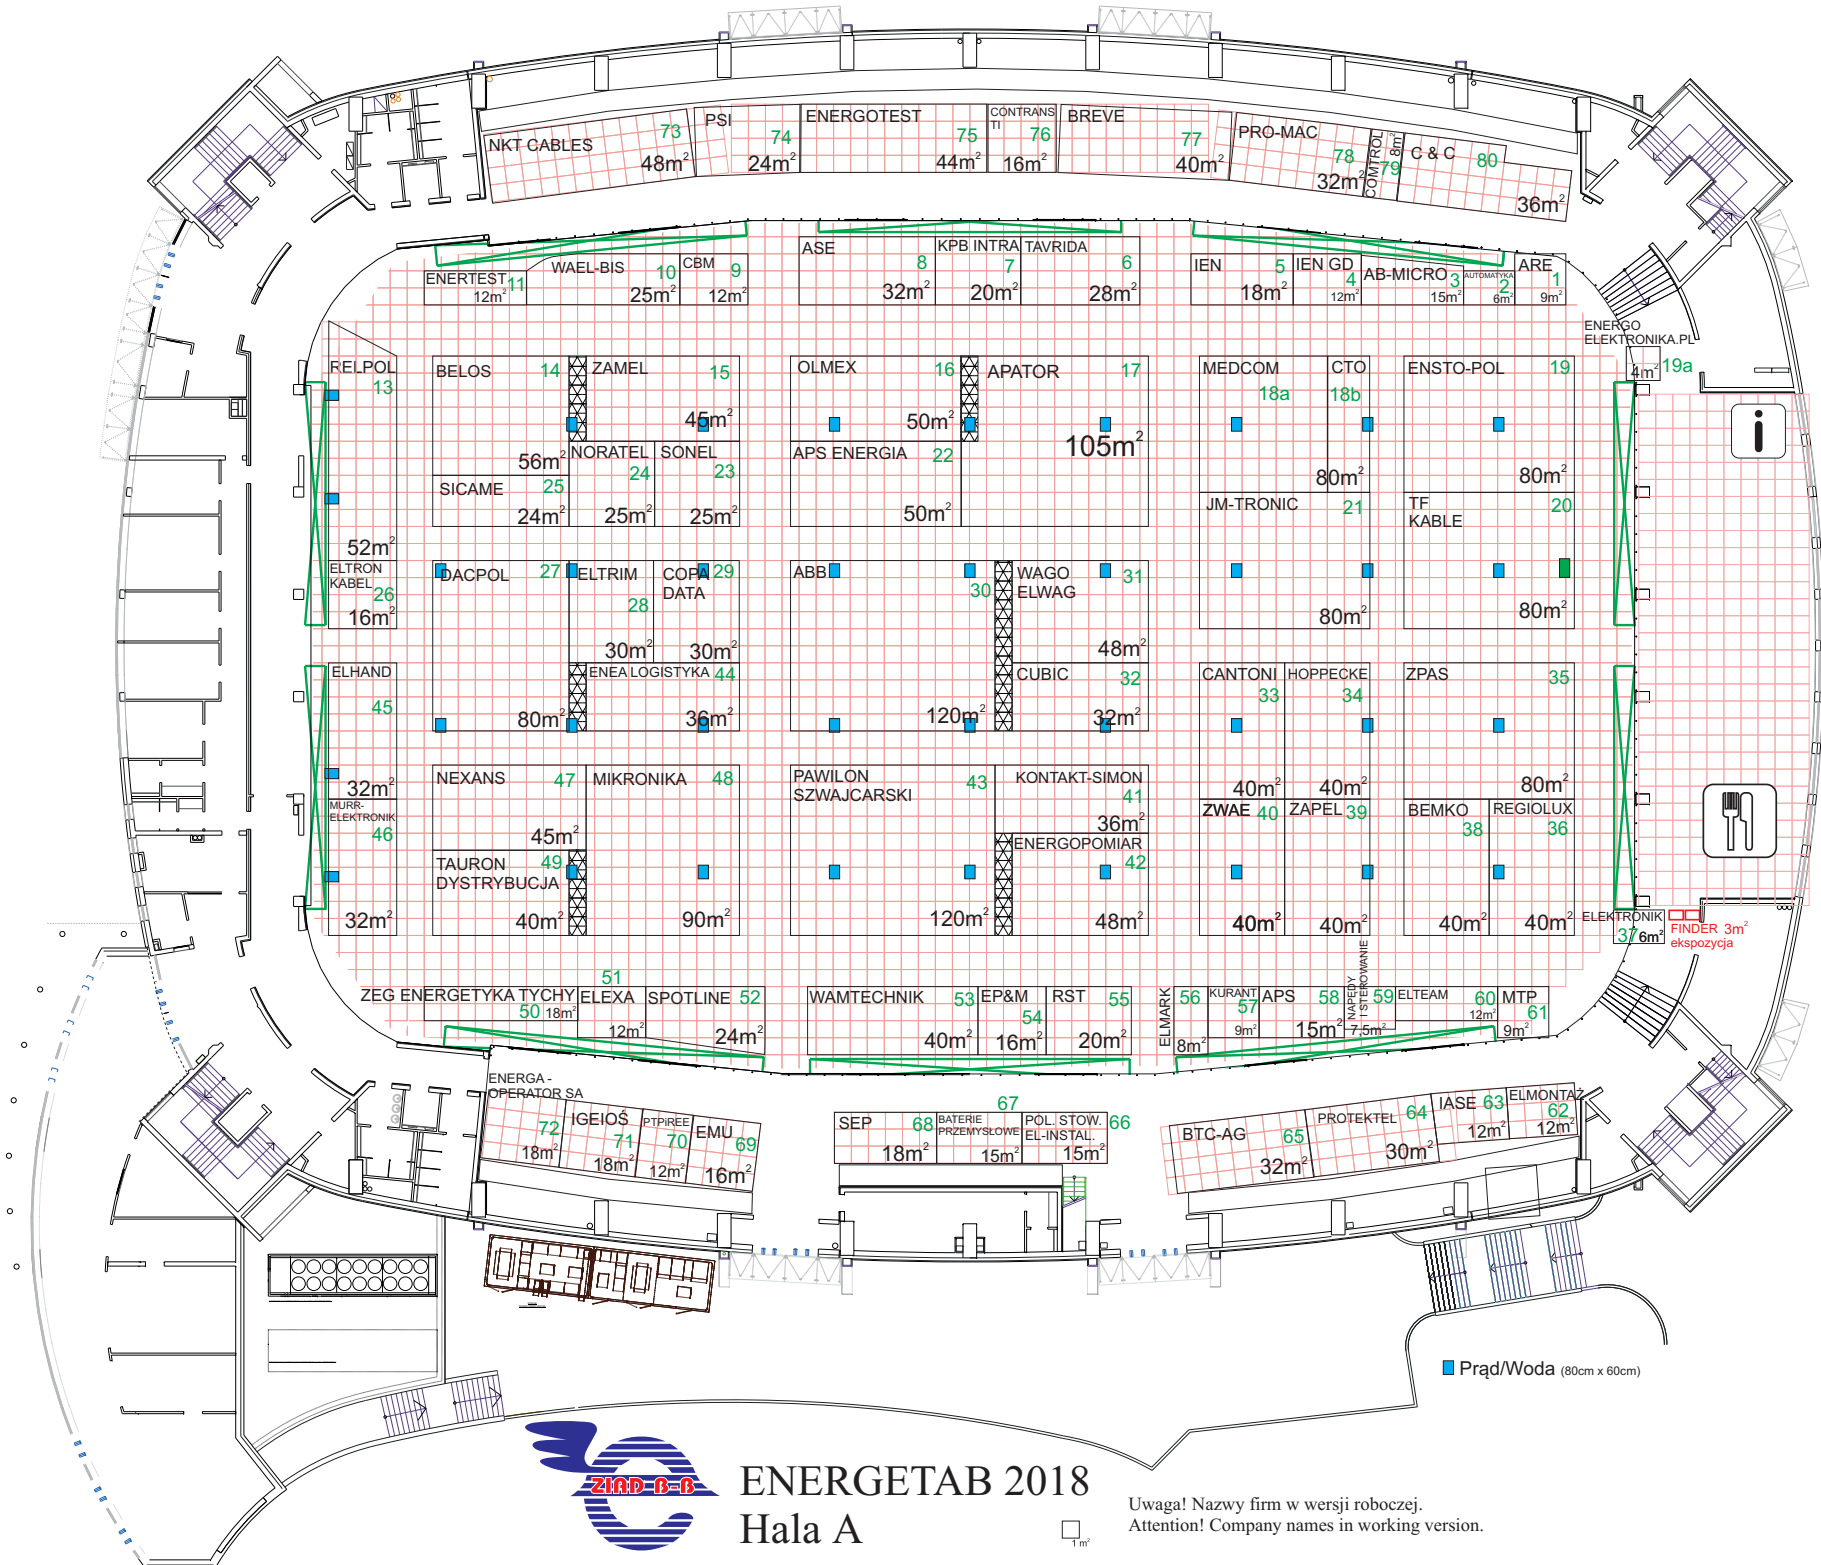 NKT CABLES 73
48m²
PSI 74
24m²
ENERGOTEST 75
44m²
CONTRANS
TI 76
16m²
BREVE 77
40m²
PRO-MAC 78
32m²
COMTROL 79
8m²
C & C 80
36m²
ENERTEST 11
12m²
WAEL-BIS 10
25m²
CBM 9
12m²
ASE 8
32m²
KPB INTRA 7
20m²
TAVRIDA 6
28m²
IEN 5
18m²
IEN GD 4
12m²
AB-MICRO 3
15m²
AUTOMATYKA 2
6m²
ARE 1
9m²
ENERGO
ELEKTRONIKA.PL
4m² 19a
RELPOL 13
52m²
BELOS 14
56m²
ZAMEL 15
45m²
OLMEX 16
50m²
APATOR 17
105m²
MEDCOM 18a
CTO 18b
80m²
ENSTO-POL 19
80m²
SICAME 25
24m²
NORATEL 24
25m²
SONEL 23
25m²
APS ENERGIA 22
50m²
JM-TRONIC 21
80m²
TF
KABLE 20
80m²
ELTRON
KABEL 26
16m²
DACPOL 27
80m²
ELTRIM 28
30m²
COPA
DATA 29
30m²
ABB 30
120m²
WAGO
ELWAG 31
48m²
ELHAND 45
32m²
ENEA LOGISTYKA 44
36m²
CUBIC 32
32m²
CANTONI 33
40m²
HOPPECKE 34
40m²
ZPAS 35
80m²
MURR-
ELEKTRONIK 46
32m²
NEXANS 47
45m²
MIKRONIKA 48
90m²
PAWILON
SZWAJCARSKI 43
120m²
KONTAKT-SIMON 41
36m²
ZWAE 40
40m²
ZAPEL 39
40m²
BEMKO 38
40m²
REGIOLUX 36
40m²
TAURON 49
DYSTRYBUCJA
40m²
ENERGOPOMIAR 42
48m²
ELEKTRONIK
37 6m²
FINDER 3m²
ekspozycja
ZEG ENERGETYKA TYCHY
50 18m²
51
ELEXA
12m²
SPOTLINE 52
24m²
WAMTECHNIK 53
40m²
EP&M 54
16m²
RST 55
20m²
ELMARK 56
8m²
KURANT 57
9m²
APS 58
15m²
NAPĘDY
I STEROWANIE 59
7,5m²
ELTEAM 60
12m²
MTP 61
9m²
ENERGA -
OPERATOR SA
72
18m²
IGEIOŚ 71
18m²
PTPiREE 70
12m²
EMU 69
16m²
SEP 68
18m²
67
BATERIE
PRZEMYSŁOWE
15m²
POL. STOW. 66
EL-INSTAL.
15m²
BTC-AG 65
32m²
PROTEKTEL 64
30m²
IASE 63
12m²
ELMONTAŻ 62
12m²
i
Prąd/Woda (80cm x 60cm)
ZIAD B-B
ENERGETAB 2018
Hala A
1 m²
Uwaga! Nazwy firm w wersji roboczej.
Attention! Company names in working version.